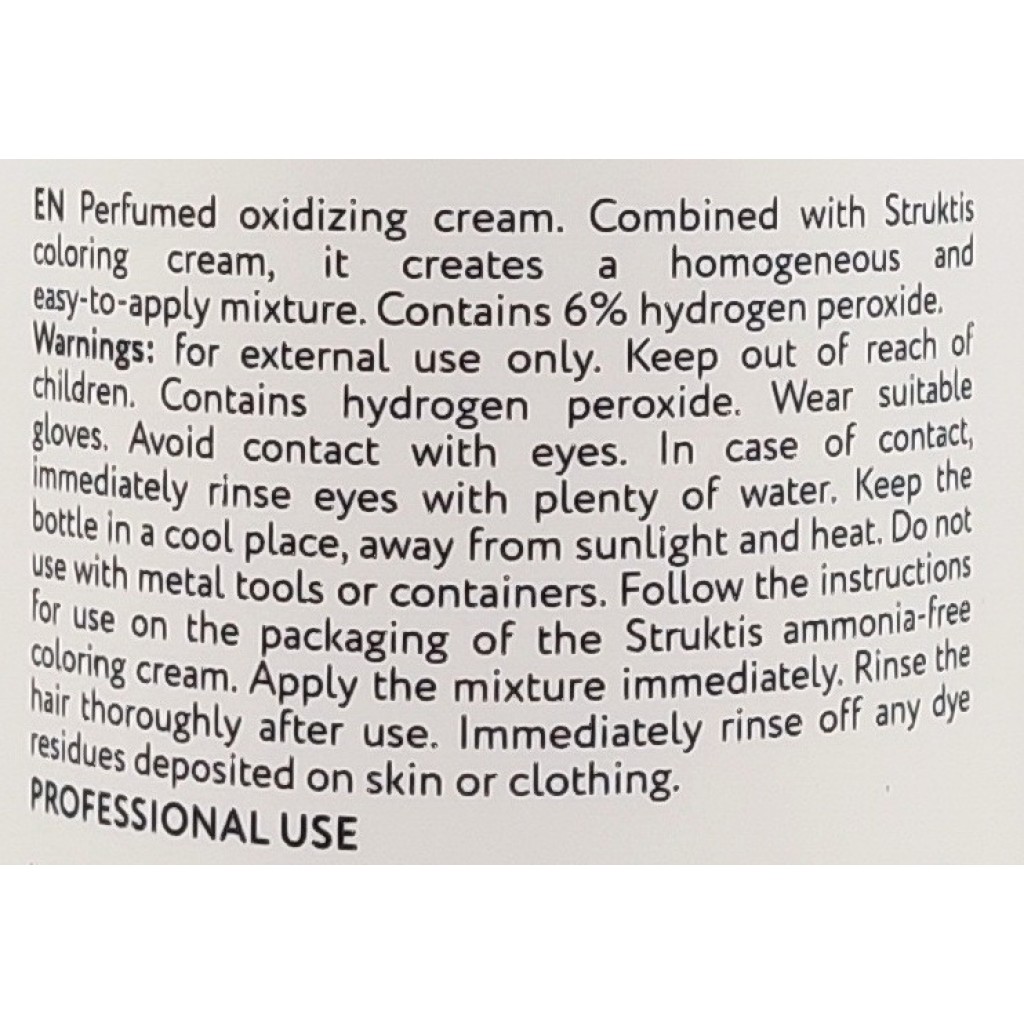 EN Perfumed oxidizing cream. Combined with Struktis
coloring cream, it creates a homogeneous and
easy-to-apply mixture. Contains 6% hydrogen peroxide.
Warnings: for external use only. Keep out of reach of
children. Contains hydrogen peroxide. Wear suitable
gloves. Avoid contact with eyes. In case of contact,
immediately rinse eyes with plenty of water. Keep the
bottle in a cool place, away from sunlight and heat. Do not
use with metal tools or containers. Follow the instructions
for use on the packaging of the Struktis ammonia-free
coloring cream. Apply the mixture immediately. Rinse the
hair thoroughly after use. Immediately rinse off any dye
residues deposited on skin or clothing.
PROFESSIONAL USE